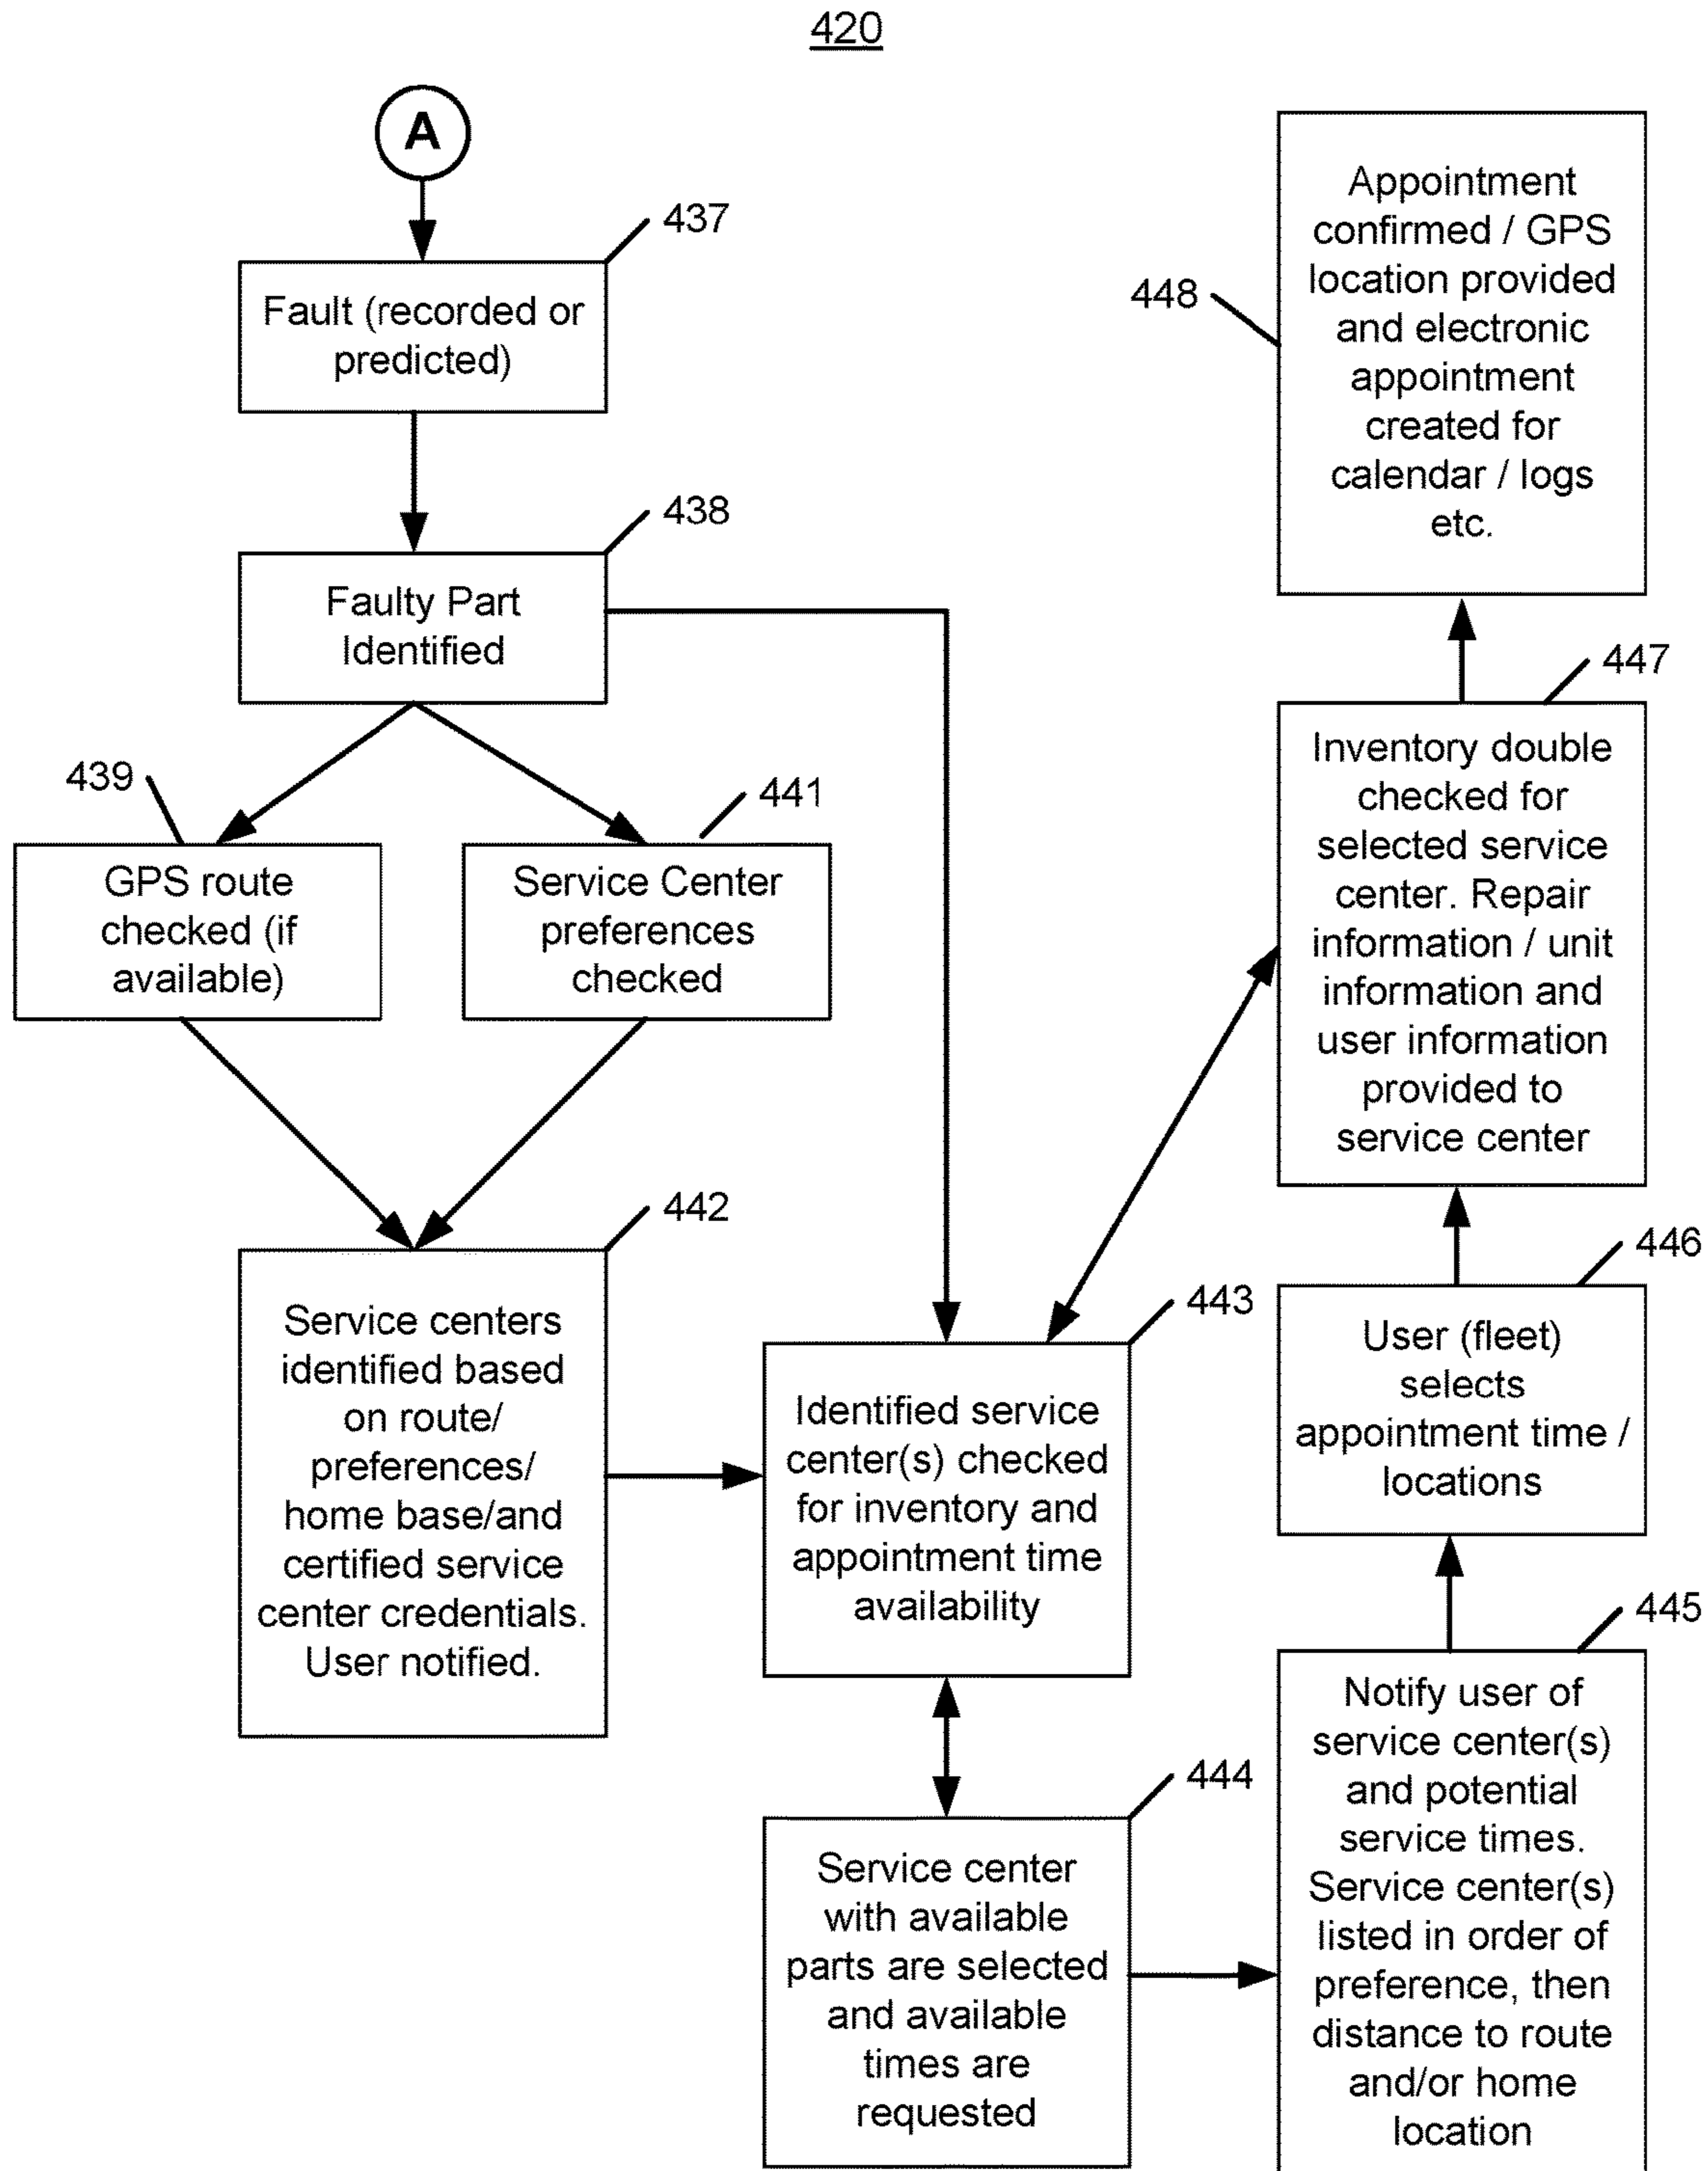 420
A
437
Fault (recorded or
predicted)
438
Faulty Part
Identified
439
GPS route
checked (if
available)
441
Service Center
preferences
checked
442
Service centers
identified based
on route/
preferences/
home base/and
certified service
center credentials.
User notified.
443
Identified service
center(s) checked
for inventory and
appointment time
availability
444
Service center
with available
parts are selected
and available
times are
requested
445
Notify user of
service center(s)
and potential
service times.
Service center(s)
listed in order of
preference, then
distance to route
and/or home
location
446
User (fleet)
selects
appointment time /
locations
447
Inventory double
checked for
selected service
center. Repair
information / unit
information and
user information
provided to
service center
448
Appointment
confirmed / GPS
location provided
and electronic
appointment
created for
calendar / logs
etc.